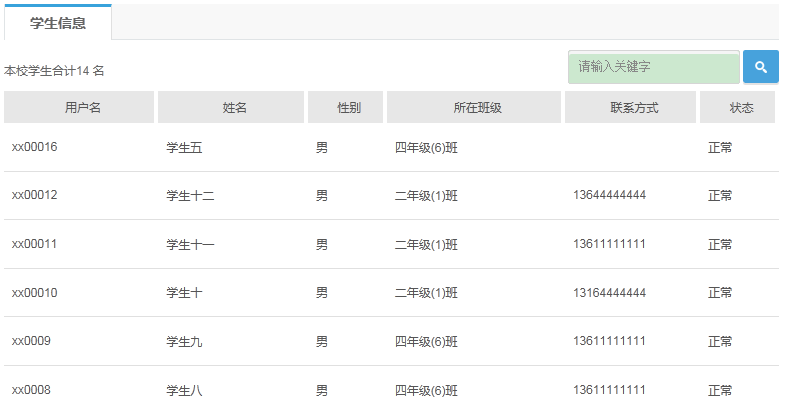 学生信息
本校学生合计14 名
请输入关键字
用户名 姓名 性别 所在班级 联系方式 状态
xx00016 学生五 男 四年级(6)班 正常
xx00012 学生十二 男 二年级(1)班 13644444444 正常
xx00011 学生十一 男 二年级(1)班 13611111111 正常
xx00010 学生十 男 二年级(1)班 13164444444 正常
xx0009 学生九 男 四年级(6)班 13611111111 正常
xx0008 学生八 男 四年级(6)班 13611111111 正常